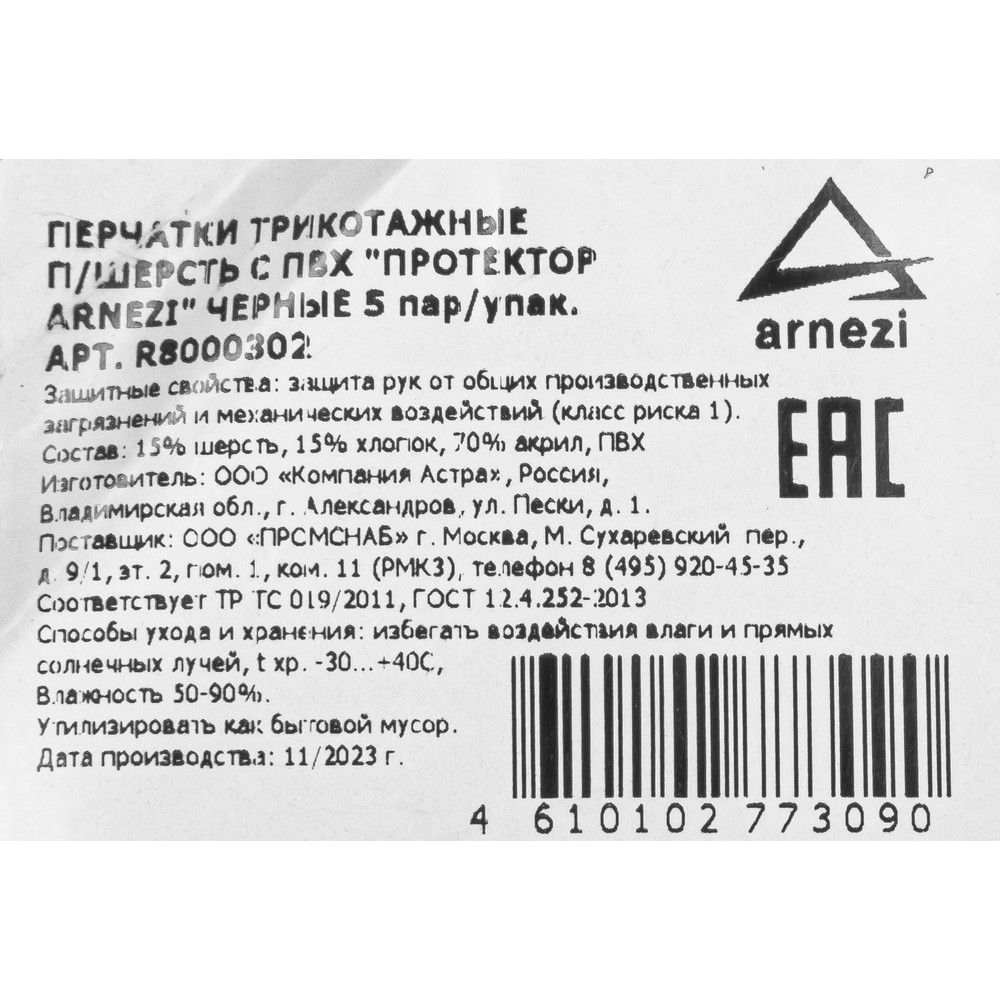 ПЕРЧАТКИ ТРИКОТАЖНЫЕ
П/ШЕРСТЬ С ПВХ "ПРОТЕКТОР
ARNEZI" ЧЕРНЫЕ 5 пар/упак.
АРТ. R8000302
Защитные свойства: защита рук от общих производственных
загрязнений и механических воздействий (класс риска 1).
Состав: 15% шерсть, 15% хлопок, 70% акрил, ПВХ
Изготовитель: ООО «Компания Астра», Россия,
Владимирская обл., г. Александров, ул. Пески, д. 1.
Поставщик: ООО «ПРОМСНАБ» г. Москва, М. Сухаревский пер.,
д. 9/1, эт. 2, пом. 1, ком. 11 (РМК3), телефон 8 (495) 920-45-35
Соответствует ТР ТС 019/2011, ГОСТ 12.4.252-2013
Способы ухода и хранения: избегать воздействия влаги и прямых
солнечных лучей, t хр. -30...+40С,
Влажность 50-90%.
Утилизировать как бытовой мусор.
Дата производства: 11/2023 г.
P
arnezi
EAC
4 610102 773090